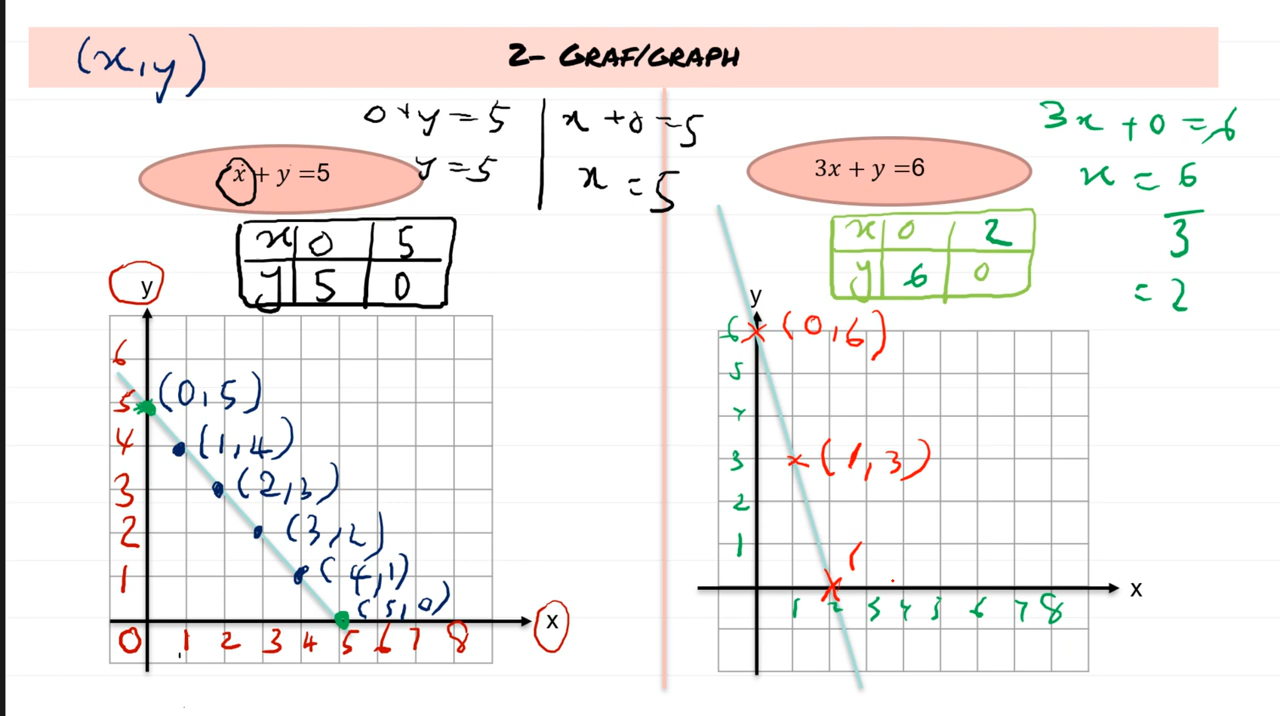 (x,y)
2- GRAF/GRAPH
0+y=5
y=5
x+0=5
x=5
x + y =5
x 0 5
y 5 0
y
6
5
4
3
2
1
0 1 2 3 4 5 6 7 8
x
(0,5)
(1,4)
(2,3)
(3,2)
(4,1)
(5,0)
3x + y =6
3x+0=6
x = 6
3
= 2
x 0 2
y 6 0
y
6
5
4
3
2
1
1 2 3 4 5 6 7 8
x
(0,6)
(1,3)
(